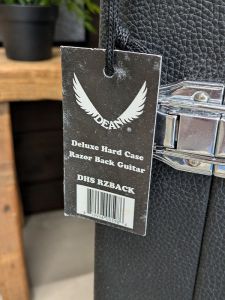 DEAN®
Deluxe Hard Case
Razor Back Guitar
DHS RZBACK